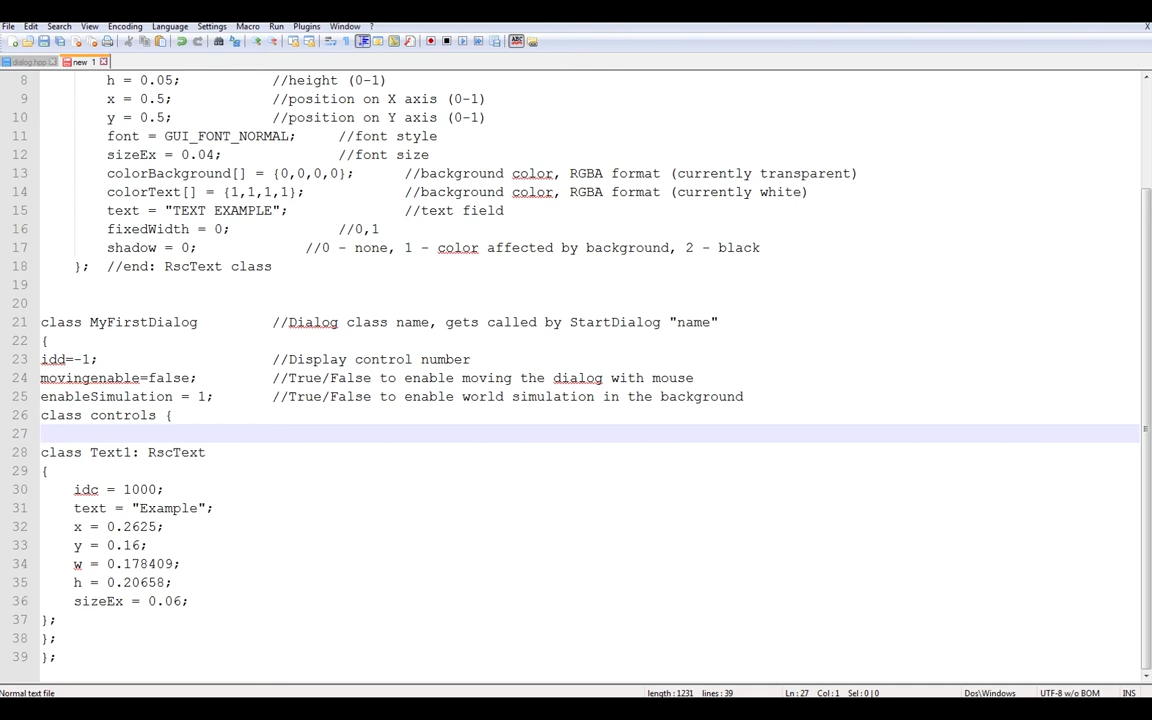 File Edit Search View Encoding Language Settings Macro Run Plugins Window ? X
dialog.hpp new 1
8 h = 0.05; //height (0-1)
9 x = 0.5; //position on X axis (0-1)
10 y = 0.5; //position on Y axis (0-1)
11 font = GUI_FONT_NORMAL; //font style
12 sizeEx = 0.04; //font size
13 colorBackground[] = {0,0,0,0}; //background color, RGBA format (currently transparent)
14 colorText[] = {1,1,1,1}; //background color, RGBA format (currently white)
15 text = "TEXT EXAMPLE"; //text field
16 fixedWidth = 0; //0,1
17 shadow = 0; //0 - none, 1 - color affected by background, 2 - black
18 }; //end: RscText class
19
20
21 class MyFirstDialog //Dialog class name, gets called by StartDialog "name"
22 {
23 idd=-1; //Display control number
24 movingenable=false; //True/False to enable moving the dialog with mouse
25 enableSimulation = 1; //True/False to enable world simulation in the background
26 class controls {
27
28 class Text1: RscText
29 {
30 idc = 1000;
31 text = "Example";
32 x = 0.2625;
33 y = 0.16;
34 w = 0.178409;
35 h = 0.20658;
36 sizeEx = 0.06;
37 };
38 };
39 };
Normal text file length : 1231 lines : 39 Ln : 27 Col : 1 Sel : 0 | 0 Dos\Windows UTF-8 w/o BOM INS